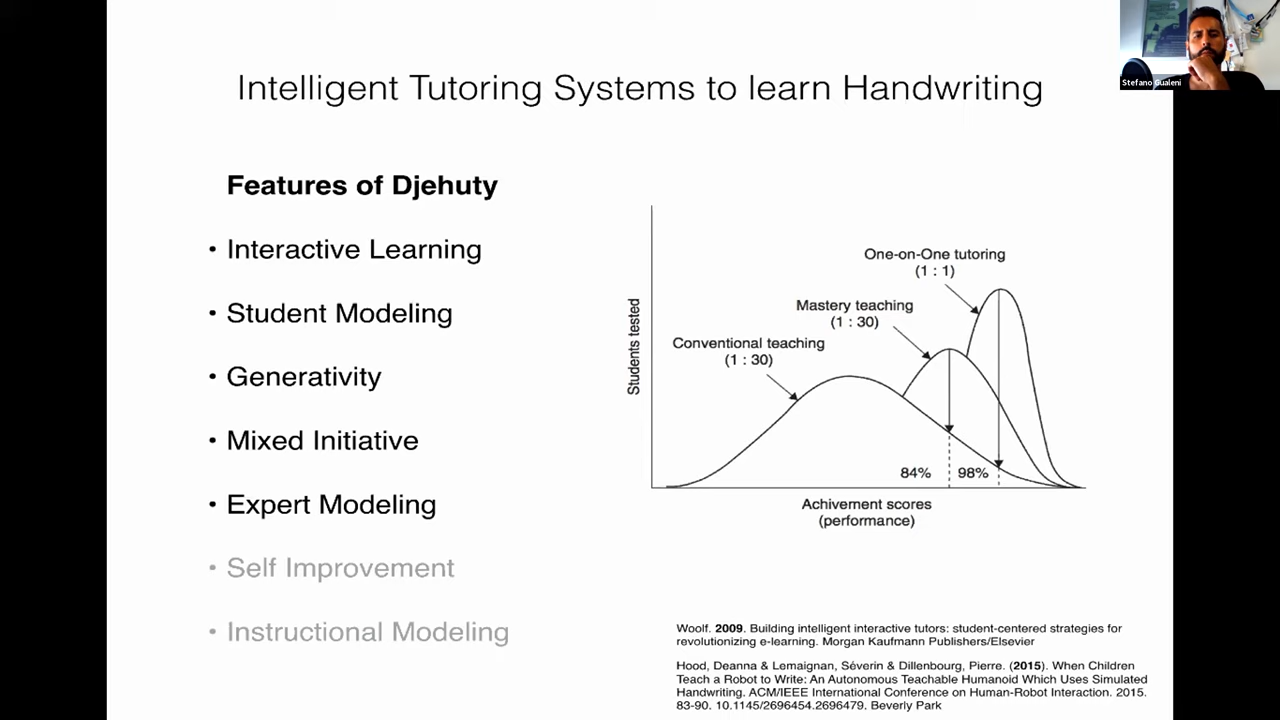 Stefano Gualeni
Intelligent Tutoring Systems to learn Handwriting
Features of Djehuty
• Interactive Learning
• Student Modeling
• Generativity
• Mixed Initiative
• Expert Modeling
• Self Improvement
• Instructional Modeling
Students tested
Conventional teaching
(1 : 30)
Mastery teaching
(1 : 30)
One-on-One tutoring
(1 : 1)
84%
98%
Achivement scores
(performance)
Woolf. 2009. Building intelligent interactive tutors: student-centered strategies for
revolutionizing e-learning. Morgan Kaufmann Publishers/Elsevier
Hood, Deanna & Lemaignan, Séverin & Dillenbourg, Pierre. (2015). When Children
Teach a Robot to Write: An Autonomous Teachable Humanoid Which Uses Simulated
Handwriting. ACM/IEEE International Conference on Human-Robot Interaction. 2015.
83-90. 10.1145/2696454.2696479. Beverly Park